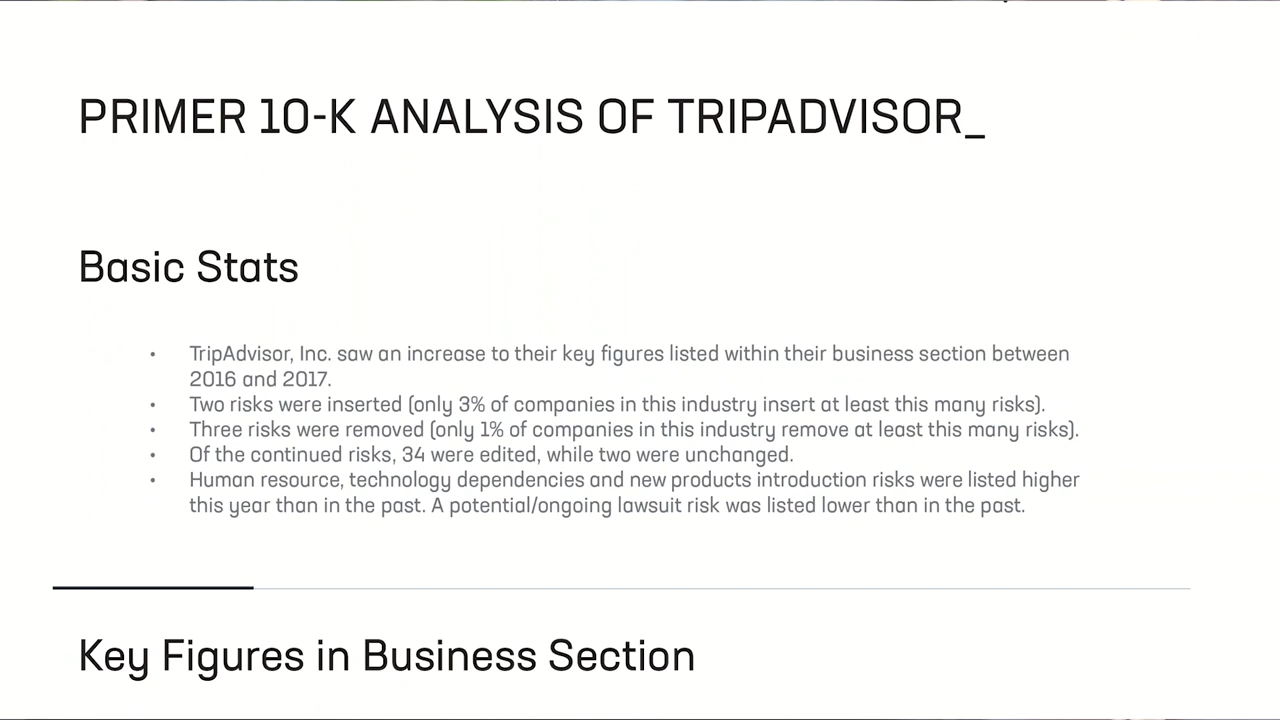 PRIMER 10-K ANALYSIS OF TRIPADVISOR_
Basic Stats
• TripAdvisor, Inc. saw an increase to their key figures listed within their business section between
2016 and 2017.
• Two risks were inserted (only 3% of companies in this industry insert at least this many risks).
• Three risks were removed (only 1% of companies in this industry remove at least this many risks).
• Of the continued risks, 34 were edited, while two were unchanged.
• Human resource, technology dependencies and new products introduction risks were listed higher
this year than in the past. A potential/ongoing lawsuit risk was listed lower than in the past.
Key Figures in Business Section